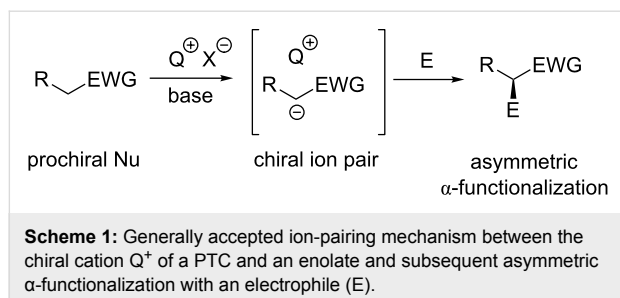 Q⊕ X⊖
base
R EWG
prochiral Nu
Q⊕
R EWG
⊖
chiral ion pair
E
R EWG
E
asymmetric
α-functionalization
Scheme 1: Generally accepted ion-pairing mechanism between the
chiral cation Q⁺ of a PTC and an enolate and subsequent asymmetric
α-functionalization with an electrophile (E).